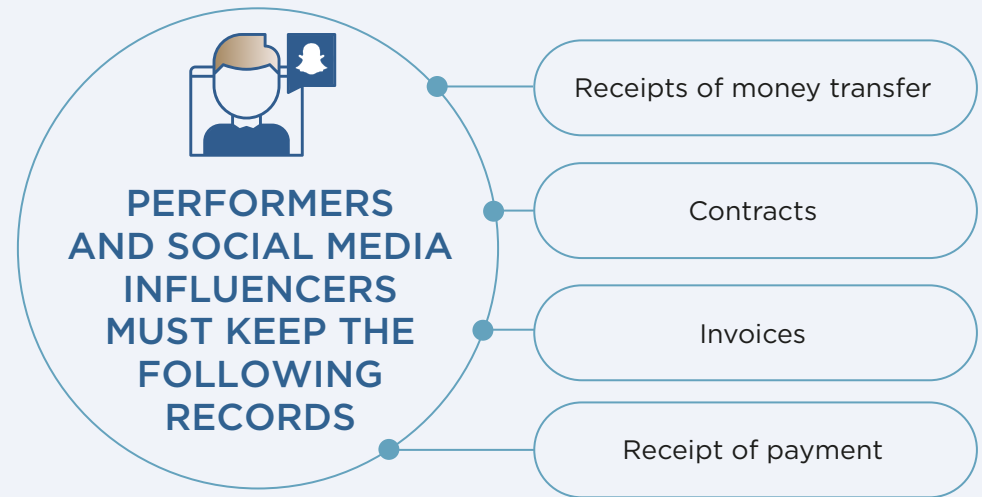 PERFORMERS
AND SOCIAL MEDIA
INFLUENCERS
MUST KEEP THE
FOLLOWING
RECORDS
Receipts of money transfer
Contracts
Invoices
Receipt of payment